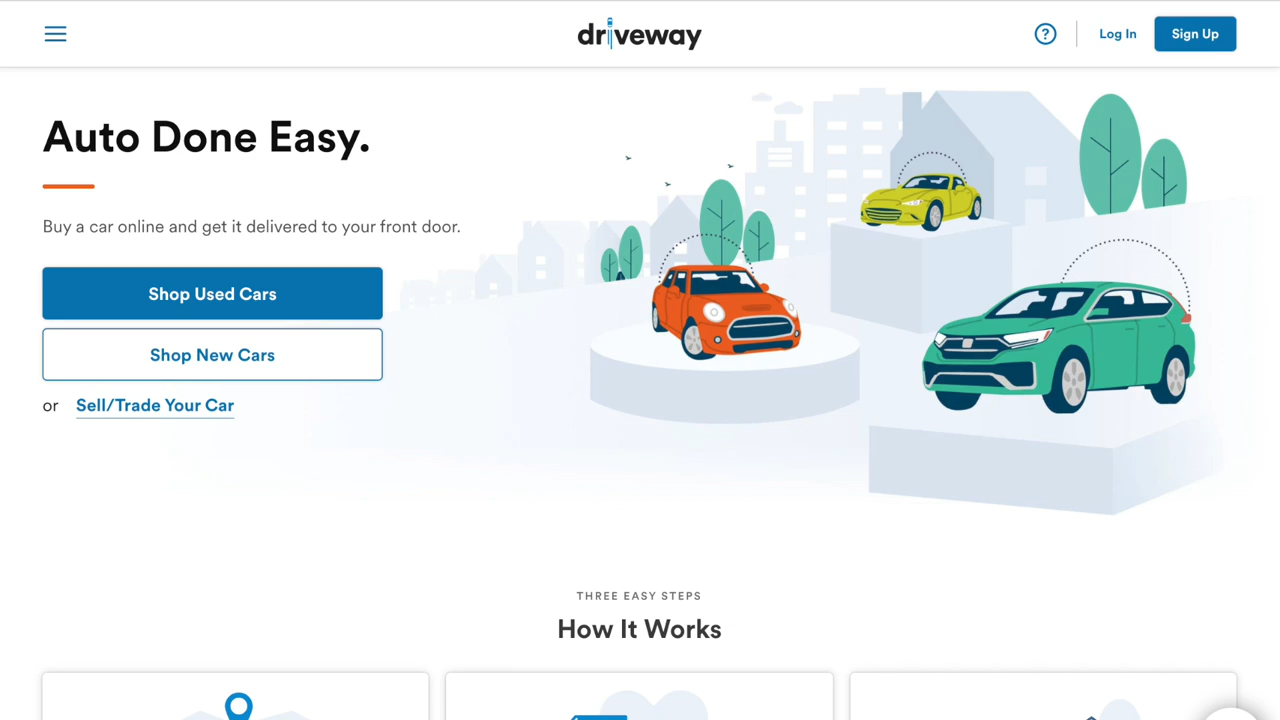 driveway
?
Log In
Sign Up
Auto Done Easy.
Buy a car online and get it delivered to your front door.
Shop Used Cars
Shop New Cars
or Sell/Trade Your Car
THREE EASY STEPS
How It Works